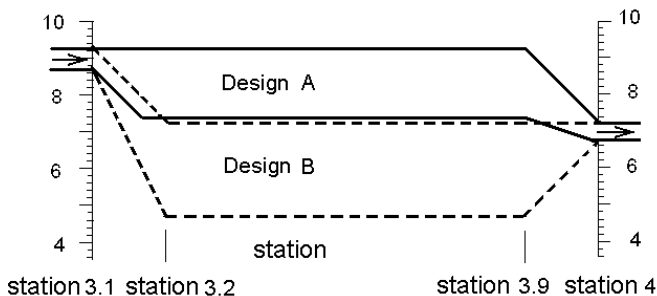 10 10
Design A
8 8
6 Design B 6
station
4 4
station 3.1 station 3.2 station 3.9 station 4